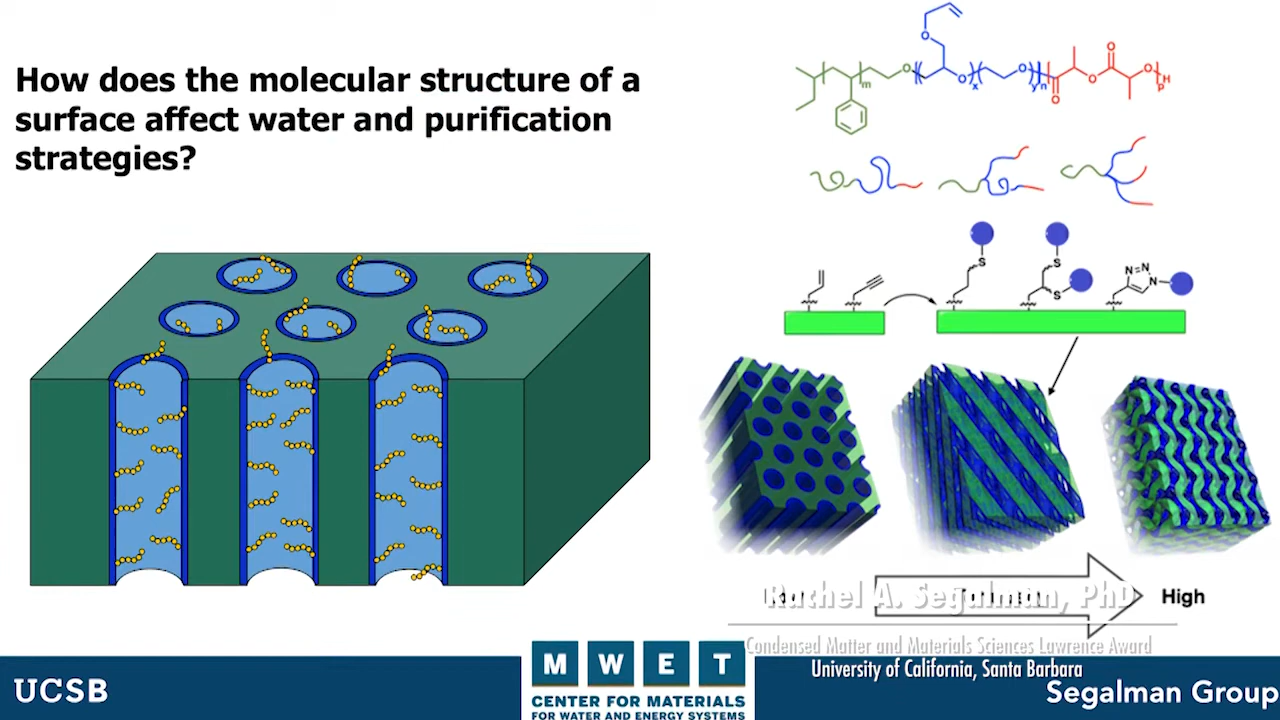 How does the molecular structure of a
surface affect water and purification
strategies?
O
O
O
O
O
O
O
O
m
x
y
n
p
H
S
S
S
N
N
N
High
Rachel A. Segalman, PhD
Condensed Matter and Materials Sciences Lawrence Award
University of California, Santa Barbara
UCSB
M W E T
CENTER FOR MATERIALS
FOR WATER AND ENERGY SYSTEMS
Segalman Group